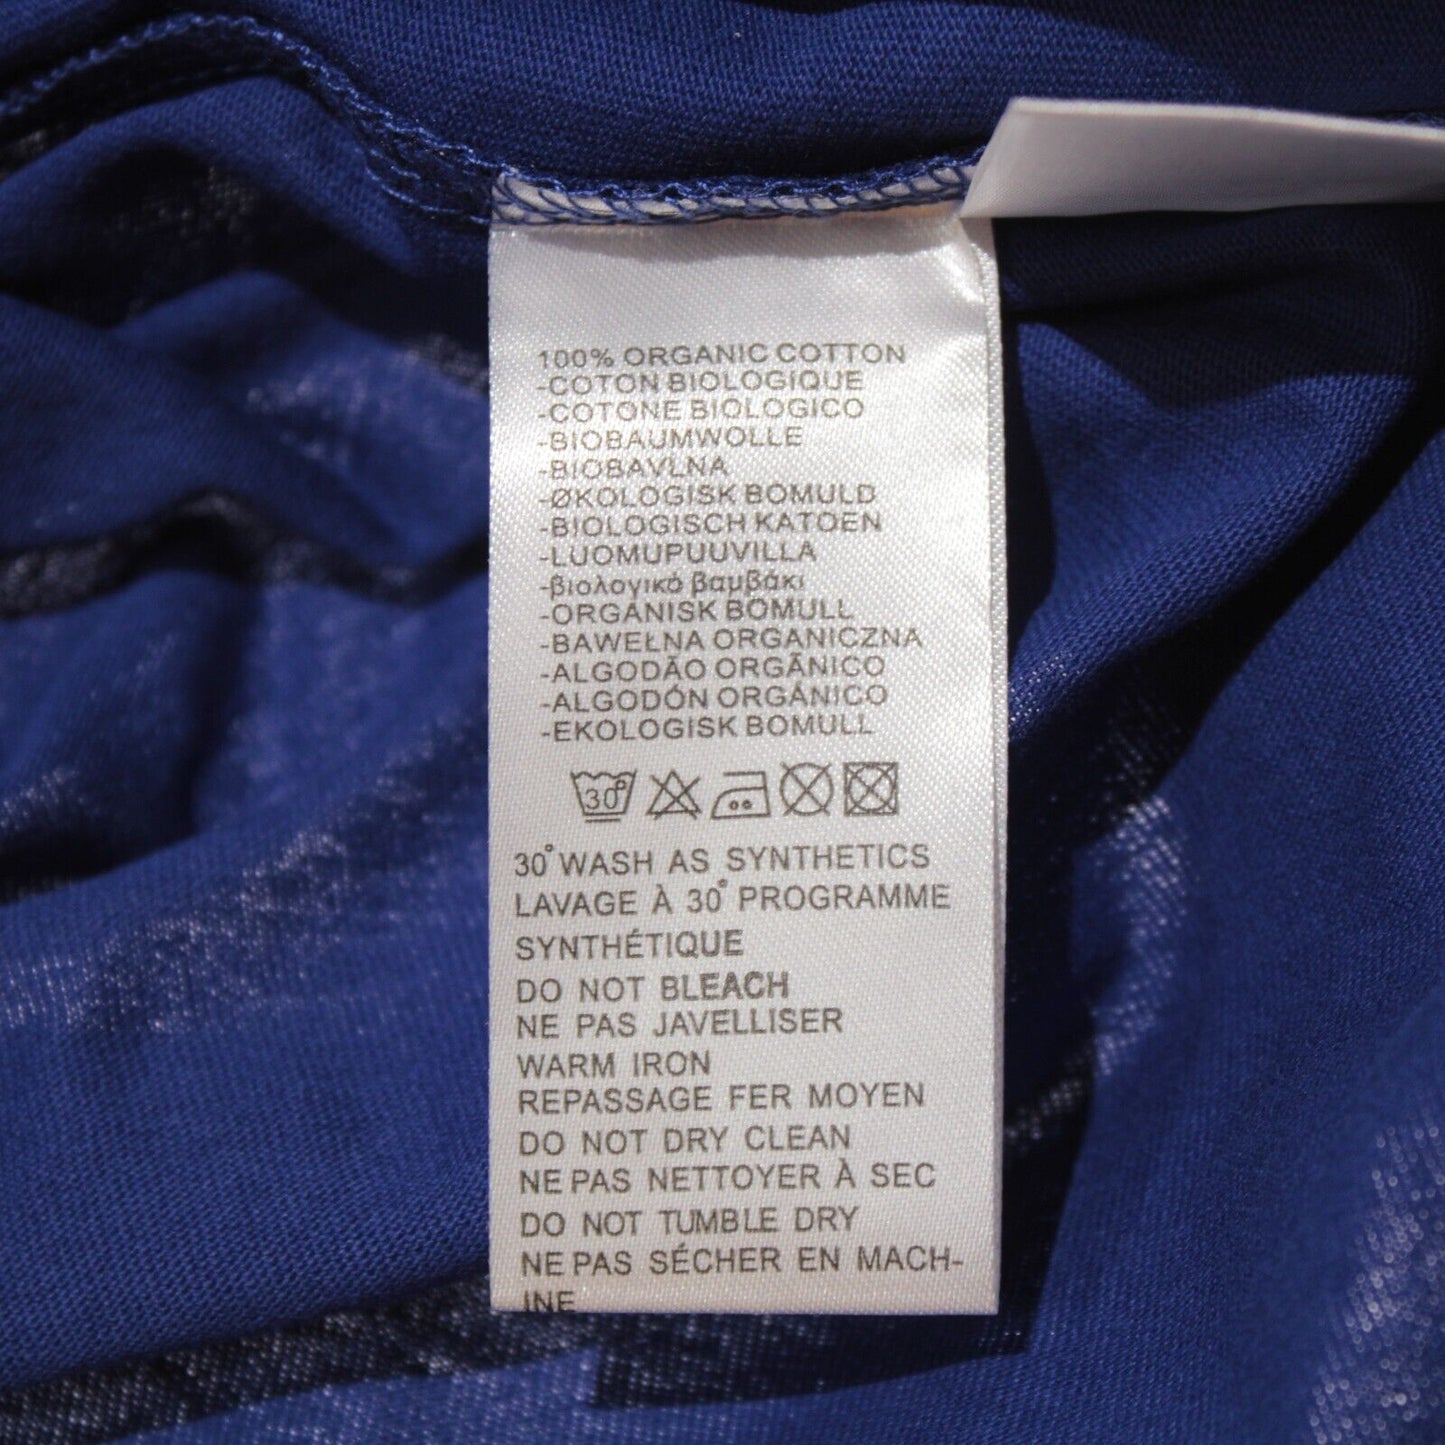 100% ORGANIC COTTON
-COTON BIOLOGIQUE
-COTONE BIOLOGICO
-BIOBAUMWOLLE
-BIOBAVLNA
-ØKOLOGISK BOMULD
-BIOLOGISCH KATOEN
-LUOMUPUUVILLA
-βιολογικό βαμβάκι
-ORGANISK BOMULL
-BAWEŁNA ORGANICZNA
-ALGODÃO ORGÃNICO
-ALGODÓN ORGÁNICO
-EKOLOGISK BOMULL
30°
30° WASH AS SYNTHETICS
LAVAGE À 30° PROGRAMME
SYNTHÉTIQUE
DO NOT BLEACH
NE PAS JAVELLISER
WARM IRON
REPASSAGE FER MOYEN
DO NOT DRY CLEAN
NE PAS NETTOYER À SEC
DO NOT TUMBLE DRY
NE PAS SÉCHER EN MACH-
INE